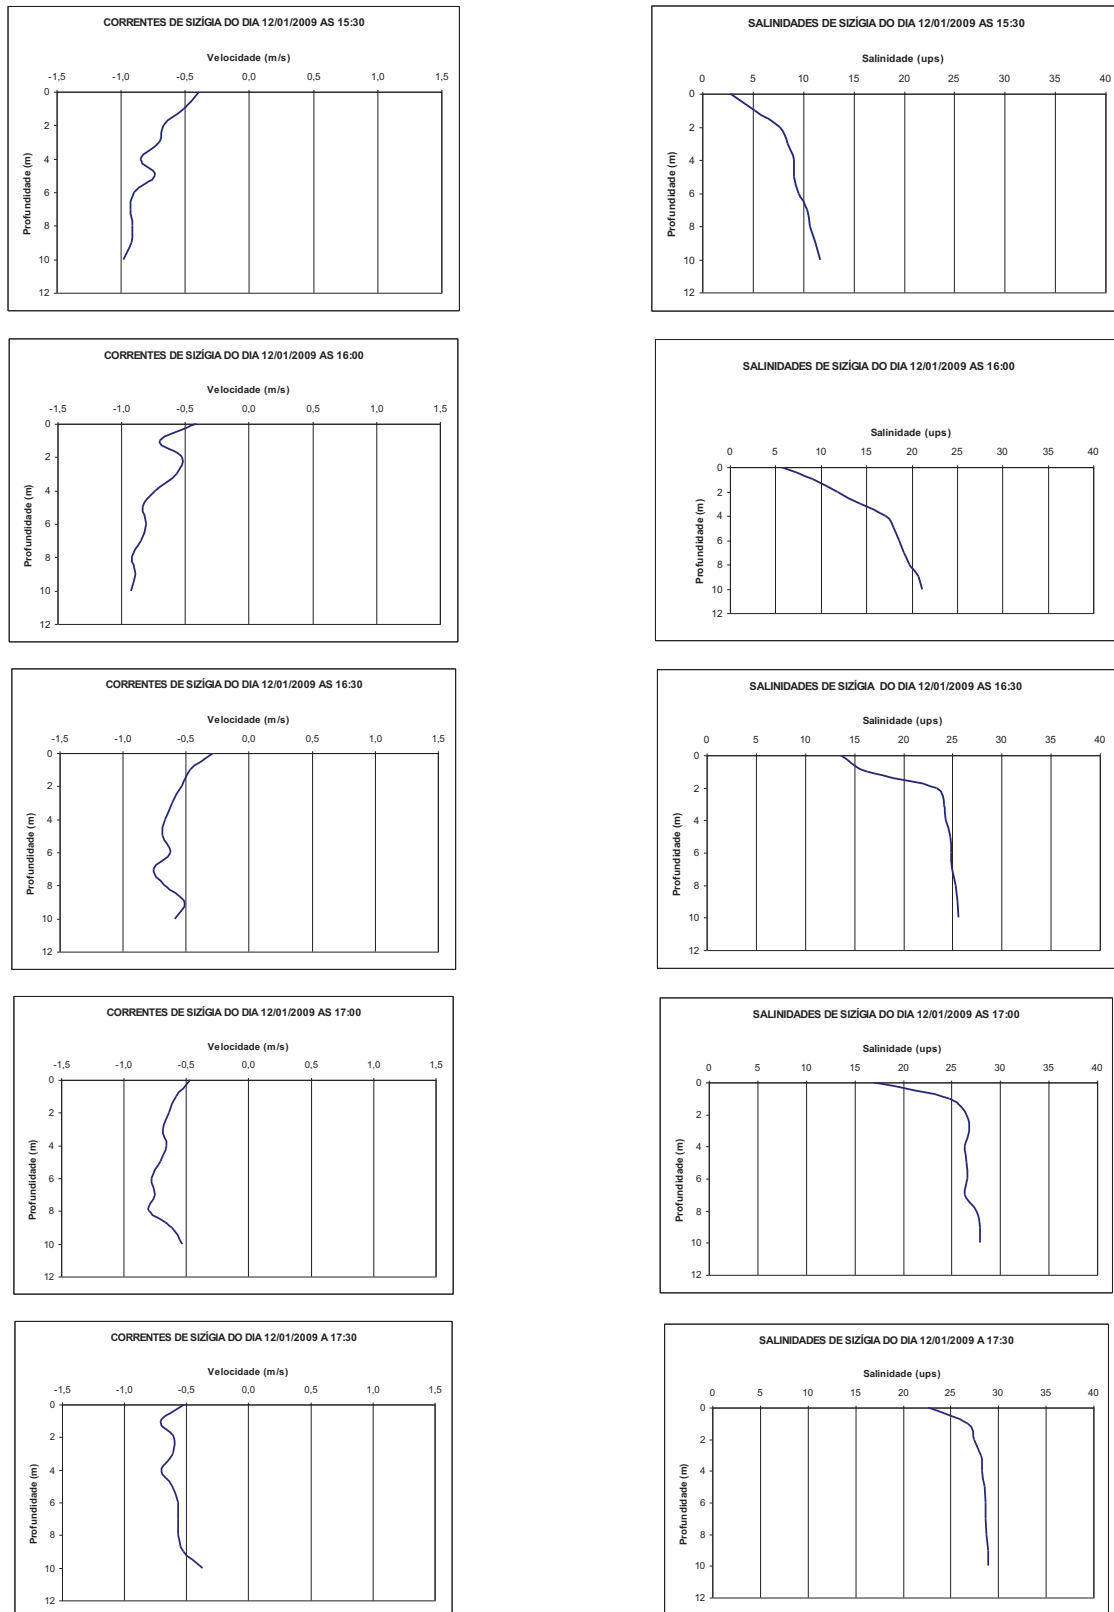 CORRENTES DE SIZÍGIA DO DIA 12/01/2009 AS 15:30
Velocidade (m/s)
-1,5 -1,0 -0,5 0,0 0,5 1,0 1,5
0
2
4
6
8
10
12
Profundidade (m)
SALINIDADES DE SIZÍGIA DO DIA 12/01/2009 AS 15:30
Salinidade (ups)
0 5 10 15 20 25 30 35 40
0
2
4
6
8
10
12
Profundidade (m)
CORRENTES DE SIZÍGIA DO DIA 12/01/2009 AS 16:00
Velocidade (m/s)
-1,5 -1,0 -0,5 0,0 0,5 1,0 1,5
0
2
4
6
8
10
12
Profundidade (m)
SALINIDADES DE SIZÍGIA DO DIA 12/01/2009 AS 16:00
Salinidade (ups)
0 5 10 15 20 25 30 35 40
0
2
4
6
8
10
12
Profundidade (m)
CORRENTES DE SIZÍGIA DO DIA 12/01/2009 AS 16:30
Velocidade (m/s)
-1,5 -1,0 -0,5 0,0 0,5 1,0 1,5
0
2
4
6
8
10
12
Profundidade (m)
SALINIDADES DE SIZÍGIA DO DIA 12/01/2009 AS 16:30
Salinidade (ups)
0 5 10 15 20 25 30 35 40
0
2
4
6
8
10
12
Profundidade (m)
CORRENTES DE SIZÍGIA DO DIA 12/01/2009 AS 17:00
Velocidade (m/s)
-1,5 -1,0 -0,5 0,0 0,5 1,0 1,5
0
2
4
6
8
10
12
Profundidade (m)
SALINIDADES DE SIZÍGIA DO DIA 12/01/2009 AS 17:00
Salinidade (ups)
0 5 10 15 20 25 30 35 40
0
2
4
6
8
10
12
Profundidade (m)
CORRENTES DE SIZÍGIA DO DIA 12/01/2009 A 17:30
Velocidade (m/s)
-1,5 -1,0 -0,5 0,0 0,5 1,0 1,5
0
2
4
6
8
10
12
Profundidade (m)
SALINIDADES DE SIZÍGIA DO DIA 12/01/2009 A 17:30
Salinidade (ups)
0 5 10 15 20 25 30 35 40
0
2
4
6
8
10
12
Profundidade (m)